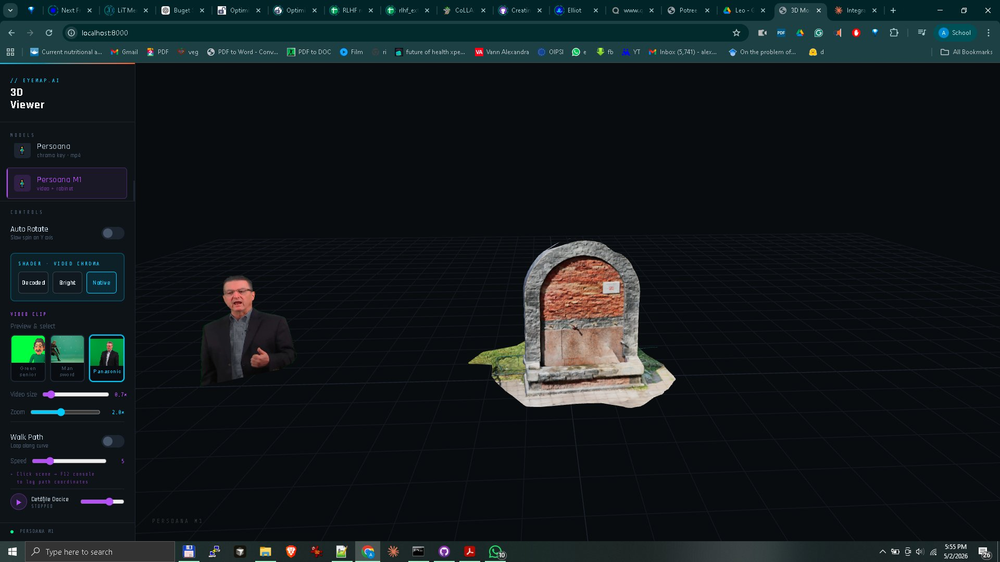 Next Fr
LiT Me
Buget
Optimi
Optimi
RLHF r
rlhf_ext
CoLLA
Creatin
Elliot
www.q
Potree
Leo - G
3D Mo
Integra
localhost:8000
PDF
A
School
Current nutritional a...
Gmail
PDF
veg
PDF to Word - Conv...
PDF to DOC
Film
ri
future of health xpe...
VA
Vann Alexandra
OIPSI
e
fb
YT
Inbox (5,741) - alex...
On the problem of...
d
All Bookmarks
// EYEMAP.AI
3D
Viewer
MODELS
Persoana
chroma key · mp4
Persoana M1
video + robinet
CONTROLS
Auto Rotate
Slow spin on Y axis
SHADER · VIDEO CHROMA
Decoded
Bright
Native
VIDEO CLIP
Preview & select
Green
senior
Man
sword
Panasonic
Video size
0.7×
Zoom
2.0×
Walk Path
Loop along curve
Speed
5
Click scene → F12 console
to log path coordinates
Cetățile Dacice
STOPPED
PERSOANA M1
PERSOANA M1
Type here to search
A
10
5:55 PM
5/2/2026
26